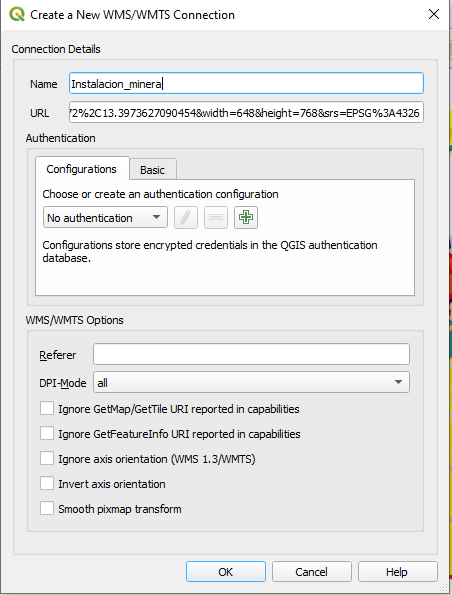 Create a New WMS/WMTS Connection
Connection Details
Name Instalacion_minera
URL /2%2C13.3973627090454&width=648&height=768&srs=EPSG%3A4326
Authentication
Configurations Basic
Choose or create an authentication configuration
No authentication
Configurations store encrypted credentials in the QGIS authentication
database.
WMS/WMTS Options
Referer
DPI-Mode all
Ignore GetMap/GetTile URI reported in capabilities
Ignore GetFeatureInfo URI reported in capabilities
Ignore axis orientation (WMS 1.3/WMTS)
Invert axis orientation
Smooth pixmap transform
OK Cancel Help